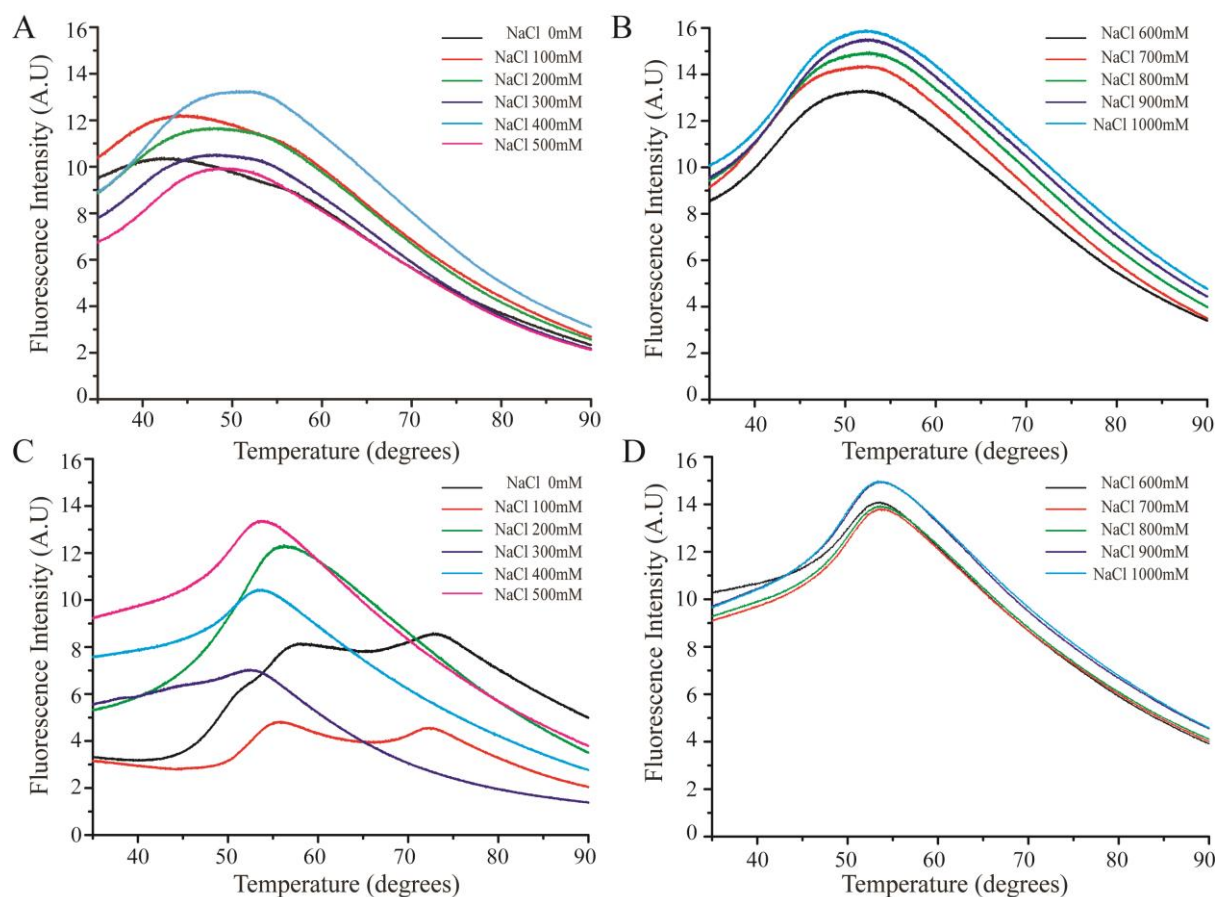 A
Fluorescence Intensity (A.U)
16
14
12
10
8
6
4
2
0
40 50 60 70 80 90
Temperature (degrees)
NaCl 0mM
NaCl 100mM
NaCl 200mM
NaCl 300mM
NaCl 400mM
NaCl 500mM
B
Fluorescence Intensity (A.U)
16
14
12
10
8
6
4
2
0
40 50 60 70 80 90
Temperature (degrees)
NaCl 600mM
NaCl 700mM
NaCl 800mM
NaCl 900mM
NaCl 1000mM
C
Fluorescence Intensity (A.U)
16
14
12
10
8
6
4
2
0
40 50 60 70 80 90
Temperature (degrees)
NaCl 0mM
NaCl 100mM
NaCl 200mM
NaCl 300mM
NaCl 400mM
NaCl 500mM
D
Fluorescence Intensity (A.U)
16
14
12
10
8
6
4
2
0
40 50 60 70 80 90
Temperature (degrees)
NaCl 600mM
NaCl 700mM
NaCl 800mM
NaCl 900mM
NaCl 1000mM